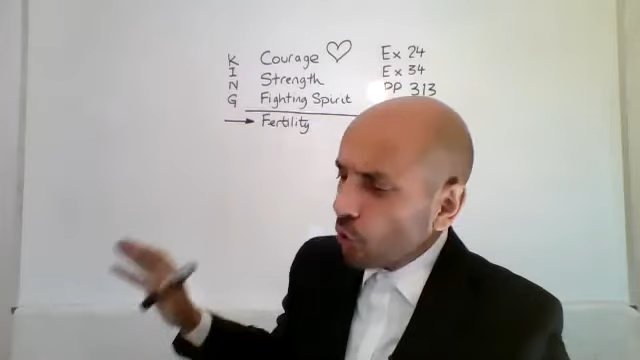 K
I
N
G
Courage Ex 24
Strength Ex 34
Fighting Spirit PP 313
Fertility